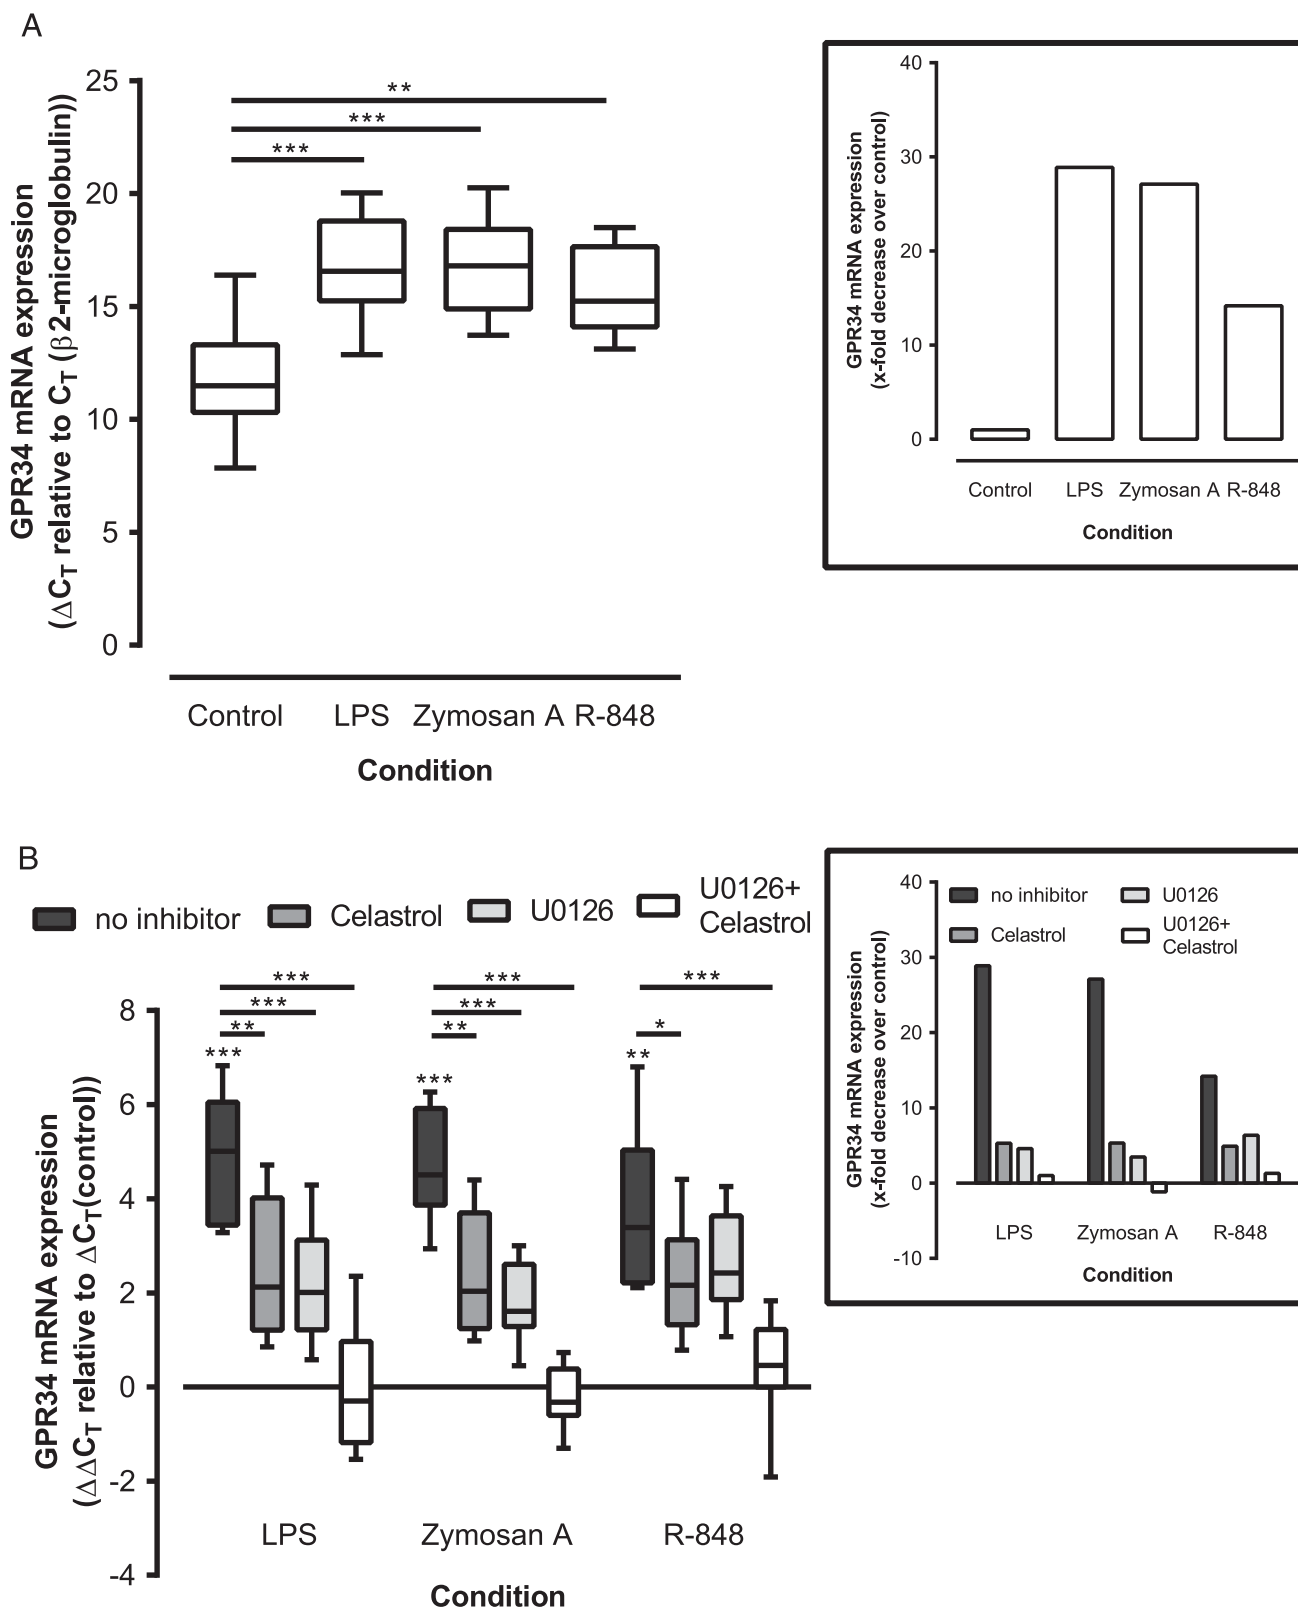 A
GPR34 mRNA expression
(ΔCT relative to CT (β2-microglobulin))
25
20
15
10
5
0
**
***
***
Control LPS Zymosan A R-848
Condition
GPR34 mRNA expression
(x-fold decrease over control)
40
30
20
10
0
Control LPS Zymosan A R-848
Condition
B
no inhibitor Celastrol U0126 U0126+
Celastrol
GPR34 mRNA expression
(ΔΔCT relative to ΔCT(control))
8
6
4
2
0
-2
-4
***
***
**
***
***
***
**
***
***
*
**
LPS Zymosan A R-848
Condition
GPR34 mRNA expression
(x-fold decrease over control)
40
30
20
10
0
-10
no inhibitor U0126
Celastrol U0126+
Celastrol
LPS Zymosan A R-848
Condition